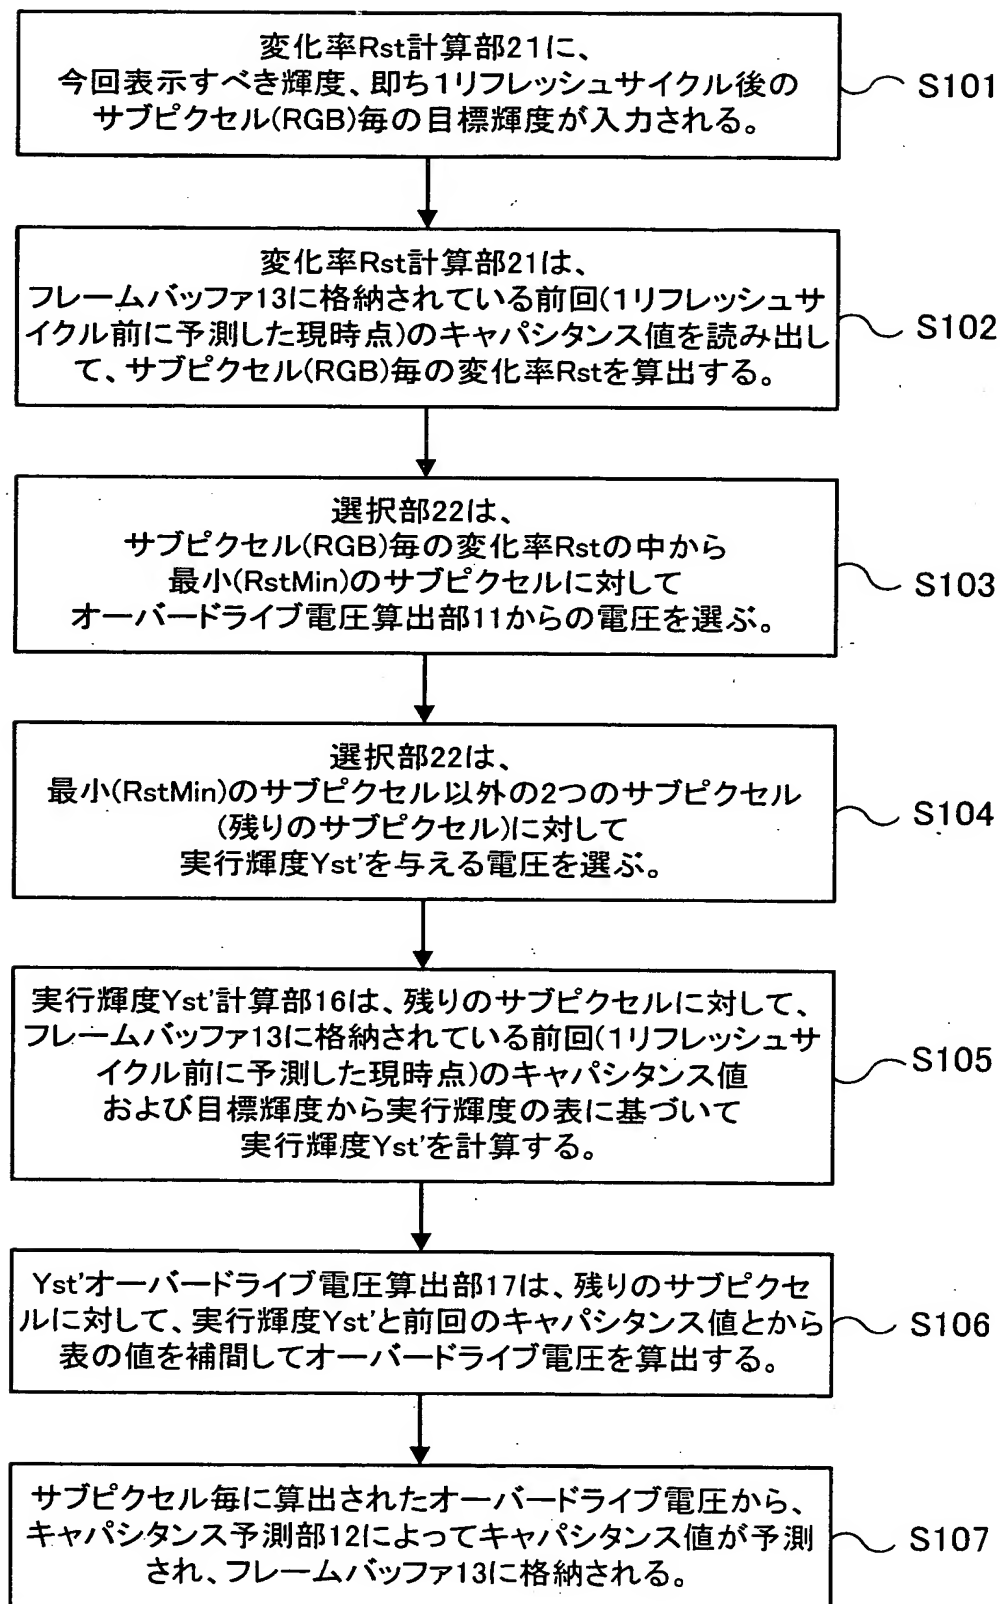 変化率Rst計算部21に、
今回表示すべき輝度、即ち1リフレッシュサイクル後の
サブピクセル(RGB)毎の目標輝度が入力される。
S101
変化率Rst計算部21は、
フレームバッファ13に格納されている前回(1リフレッシュサ
イクル前に予測した現時点)のキャパシタンス値を読み出し
て、サブピクセル(RGB)毎の変化率Rstを算出する。
S102
選択部22は、
サブピクセル(RGB)毎の変化率Rstの中から
最小(RstMin)のサブピクセルに対して
オーバードライブ電圧算出部11からの電圧を選ぶ。
S103
選択部22は、
最小(RstMin)のサブピクセル以外の2つのサブピクセル
(残りのサブピクセル)に対して
実行輝度Yst'を与える電圧を選ぶ。
S104
実行輝度Yst'計算部16は、残りのサブピクセルに対して、
フレームバッファ13に格納されている前回(1リフレッシュサ
イクル前に予測した現時点)のキャパシタンス値
および目標輝度から実行輝度の表に基づいて
実行輝度Yst'を計算する。
S105
Yst'オーバードライブ電圧算出部17は、残りのサブピクセ
ルに対して、実行輝度Yst'と前回のキャパシタンス値とから
表の値を補間してオーバードライブ電圧を算出する。
S106
サブピクセル毎に算出されたオーバードライブ電圧から、
キャパシタンス予測部12によってキャパシタンス値が予測
され、フレームバッファ13に格納される。
S107